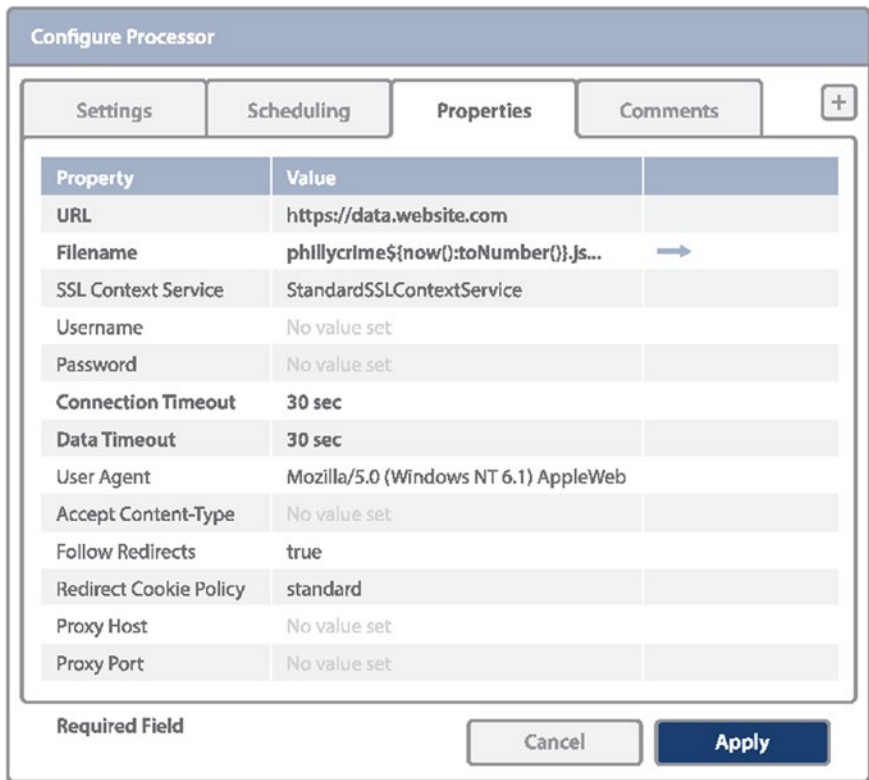 Configure Processor
Settings Scheduling Properties Comments +
Property Value
URL https://data.website.com
Filename phillycrime${now():toNumber()}.js...
SSL Context Service StandardSSLContextService
Username No value set
Password No value set
Connection Timeout 30 sec
Data Timeout 30 sec
User Agent Mozilla/5.0 (Windows NT 6.1) AppleWeb
Accept Content-Type No value set
Follow Redirects true
Redirect Cookie Policy standard
Proxy Host No value set
Proxy Port No value set
Required Field
Cancel Apply